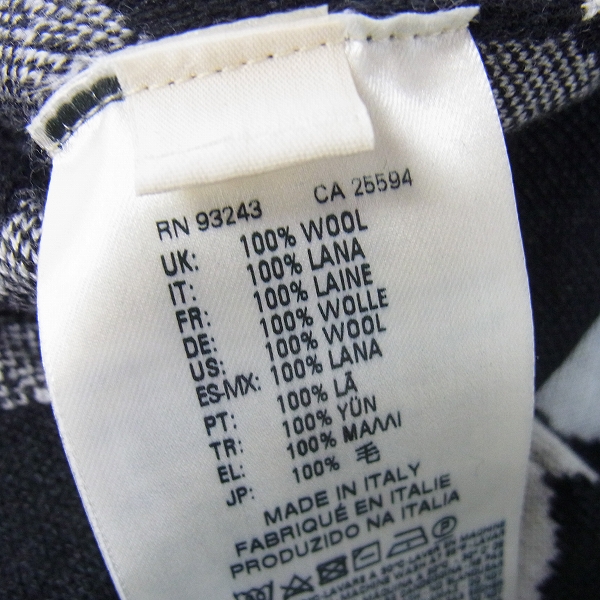 RN 93243 CA 25594
UK: 100% WOOL
IT: 100% LANA
FR: 100% LAINE
DE: 100% WOLLE
US: 100% WOOL
ES-MX: 100% LANA
PT: 100% LÃ
TR: 100% YÜN
EL: 100% ΜΑΛΛΙ
JP: 100% 毛
MADE IN ITALY
FABRIQUÉ EN ITALIE
PRODUZIDO NA ITALIA